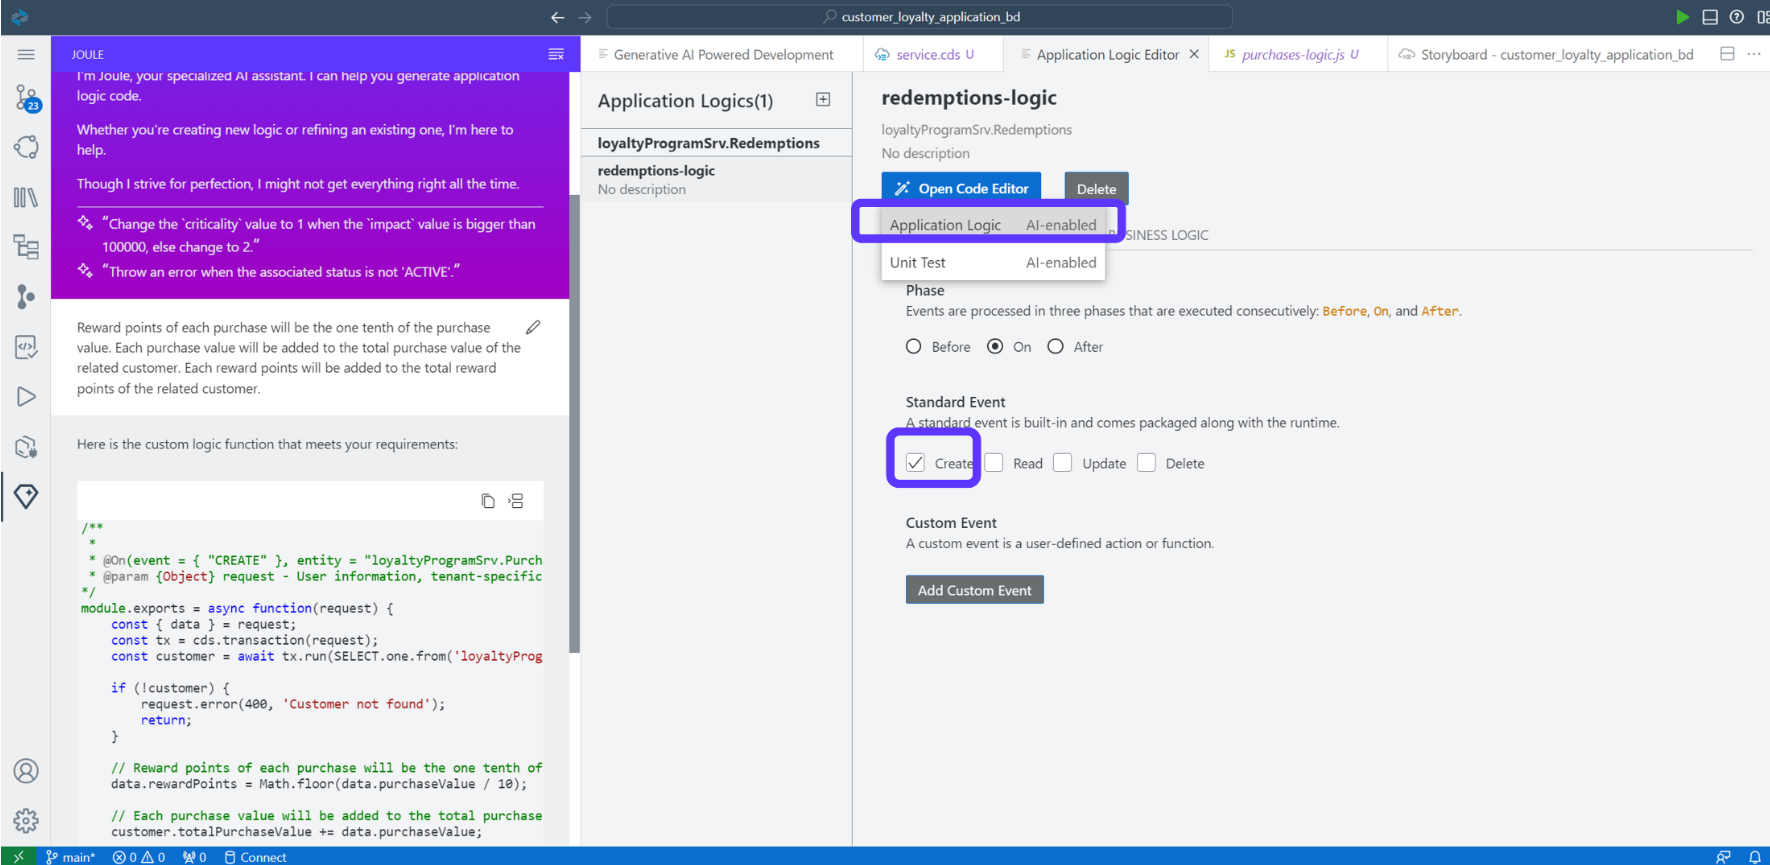 customer_loyalty_application_bd
JOULE
I'm Joule, your specialized AI assistant. I can help you generate application
logic code.
Whether you're creating new logic or refining an existing one, I'm here to
help.
Though I strive for perfection, I might not get everything right all the time.
“Change the `criticality` value to 1 when the `impact` value is bigger than
100000, else change to 2.”
“Throw an error when the associated status is not 'ACTIVE'.”
Reward points of each purchase will be the one tenth of the purchase
value. Each purchase value will be added to the total purchase value of the
related customer. Each reward points will be added to the total reward
points of the related customer.
Here is the custom logic function that meets your requirements:
/**
*
* @On(event = { "CREATE" }, entity = "loyaltyProgramSrv.Purch
* @param {Object} request - User information, tenant-specific
*/
module.exports = async function(request) {
const { data } = request;
const tx = cds.transaction(request);
const customer = await tx.run(SELECT.one.from('loyaltyProg
if (!customer) {
request.error(400, 'Customer not found');
return;
}
// Reward points of each purchase will be the one tenth of
data.rewardPoints = Math.floor(data.purchaseValue / 10);
// Each purchase value will be added to the total purchase
customer.totalPurchaseValue += data.purchaseValue;
23
Generative AI Powered Development
service.cds U
Application Logic Editor
JS purchases-logic.js U
Storyboard - customer_loyalty_application_bd
Application Logics(1)
loyaltyProgramSrv.Redemptions
redemptions-logic
No description
redemptions-logic
loyaltyProgramSrv.Redemptions
No description
Open Code Editor
Delete
Application Logic AI-enabled
Unit Test AI-enabled
SINESS LOGIC
Phase
Events are processed in three phases that are executed consecutively: Before, On, and After.
Before On After
Standard Event
A standard event is built-in and comes packaged along with the runtime.
Create Read Update Delete
Custom Event
A custom event is a user-defined action or function.
Add Custom Event
main* 0 0 0 Connect